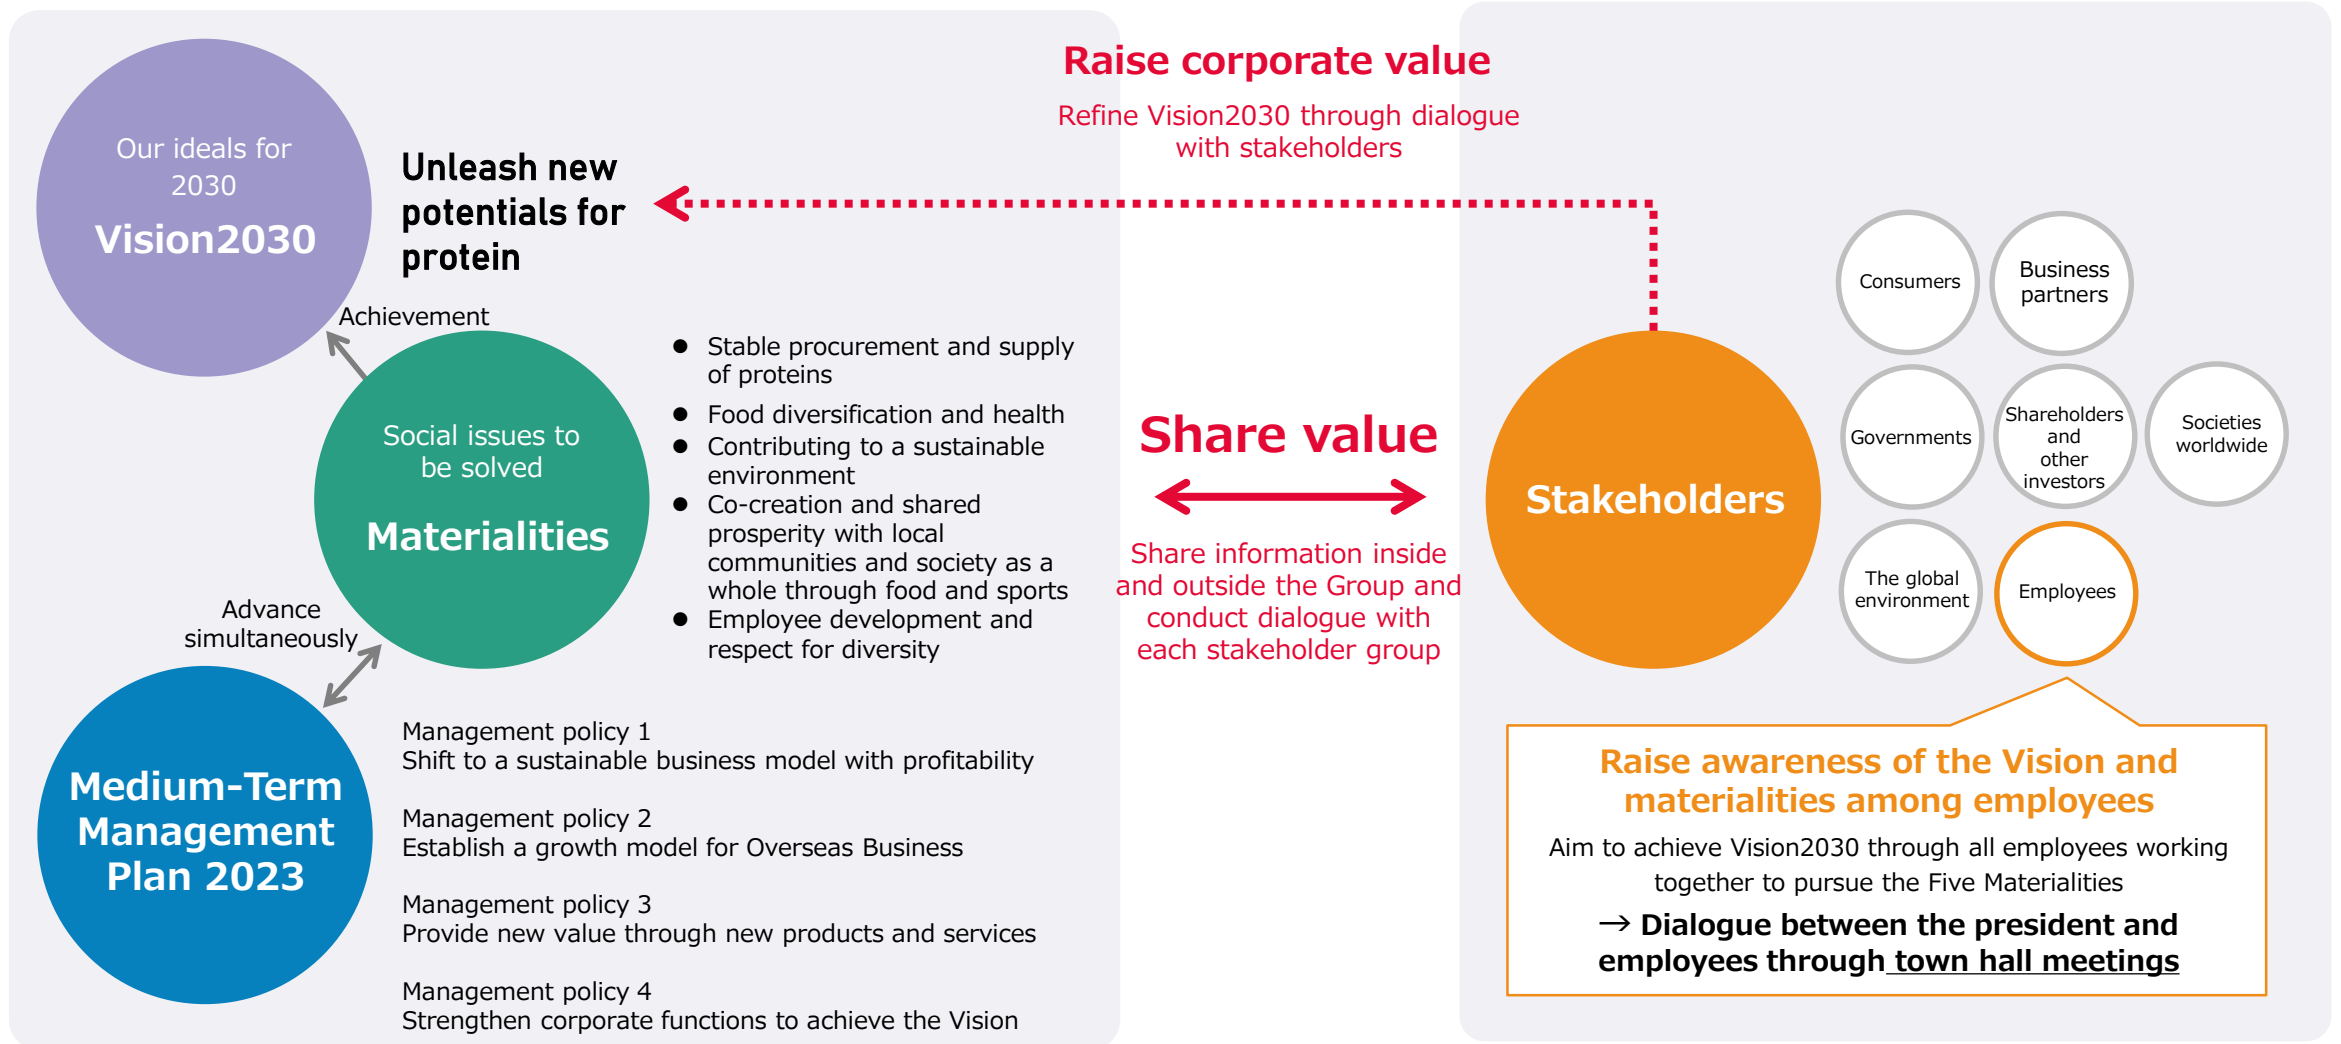 Our ideals for
2030
Vision2030
Unleash new
potentials for
protein
Achievement
Social issues to
be solved
Materialities
● Stable procurement and supply
of proteins
● Food diversification and health
● Contributing to a sustainable
environment
● Co-creation and shared
prosperity with local
communities and society as a
whole through food and sports
● Employee development and
respect for diversity
Advance
simultaneously
Medium-Term
Management
Plan 2023
Management policy 1
Shift to a sustainable business model with profitability
Management policy 2
Establish a growth model for Overseas Business
Management policy 3
Provide new value through new products and services
Management policy 4
Strengthen corporate functions to achieve the Vision
Raise corporate value
Refine Vision2030 through dialogue
with stakeholders
Share value
Share information inside
and outside the Group and
conduct dialogue with
each stakeholder group
Stakeholders
Consumers
Business
partners
Governments
Shareholders
and
other
investors
Societies
worldwide
The global
environment
Employees
Raise awareness of the Vision and
materialities among employees
Aim to achieve Vision2030 through all employees working
together to pursue the Five Materialities
→ Dialogue between the president and
employees through town hall meetings